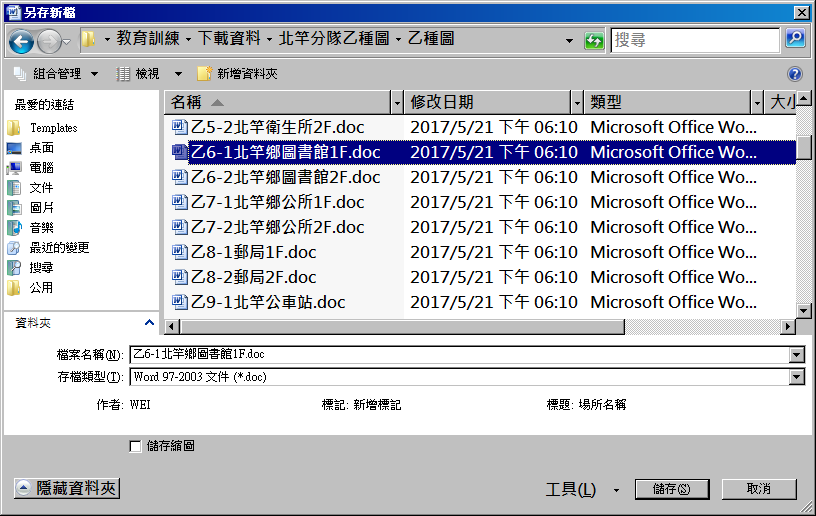 另存新檔
教育訓練 下載資料 北竿分隊乙種圖 乙種圖 搜尋
組合管理 檢視 新增資料夾
最愛的連結
Templates
桌面
電腦
文件
圖片
音樂
最近的變更
搜尋
公用
資料夾
名稱 修改日期 類型 大小
乙5-2北竿衛生所2F.doc 2017/5/21 下午 06:10 Microsoft Office Wo...
乙6-1北竿鄉圖書館1F.doc 2017/5/21 下午 06:10 Microsoft Office Wo...
乙6-2北竿鄉圖書館2F.doc 2017/5/21 下午 06:10 Microsoft Office Wo...
乙7-1北竿鄉公所1F.doc 2017/5/21 下午 06:10 Microsoft Office Wo...
乙7-2北竿鄉公所2F.doc 2017/5/21 下午 06:10 Microsoft Office Wo...
乙8-1郵局1F.doc 2017/5/21 下午 06:10 Microsoft Office Wo...
乙8-2郵局2F.doc 2017/5/21 下午 06:10 Microsoft Office Wo...
乙9-1北竿公車站.doc 2017/5/21 下午 06:10 Microsoft Office Wo...
檔案名稱(N): 乙6-1北竿鄉圖書館1F.doc
存檔類型(T): Word 97-2003 文件 (*.doc)
作者: WEI 標記: 新增標記 標題: 場所名稱
儲存縮圖
隱藏資料夾 工具(L) 儲存(S) 取消